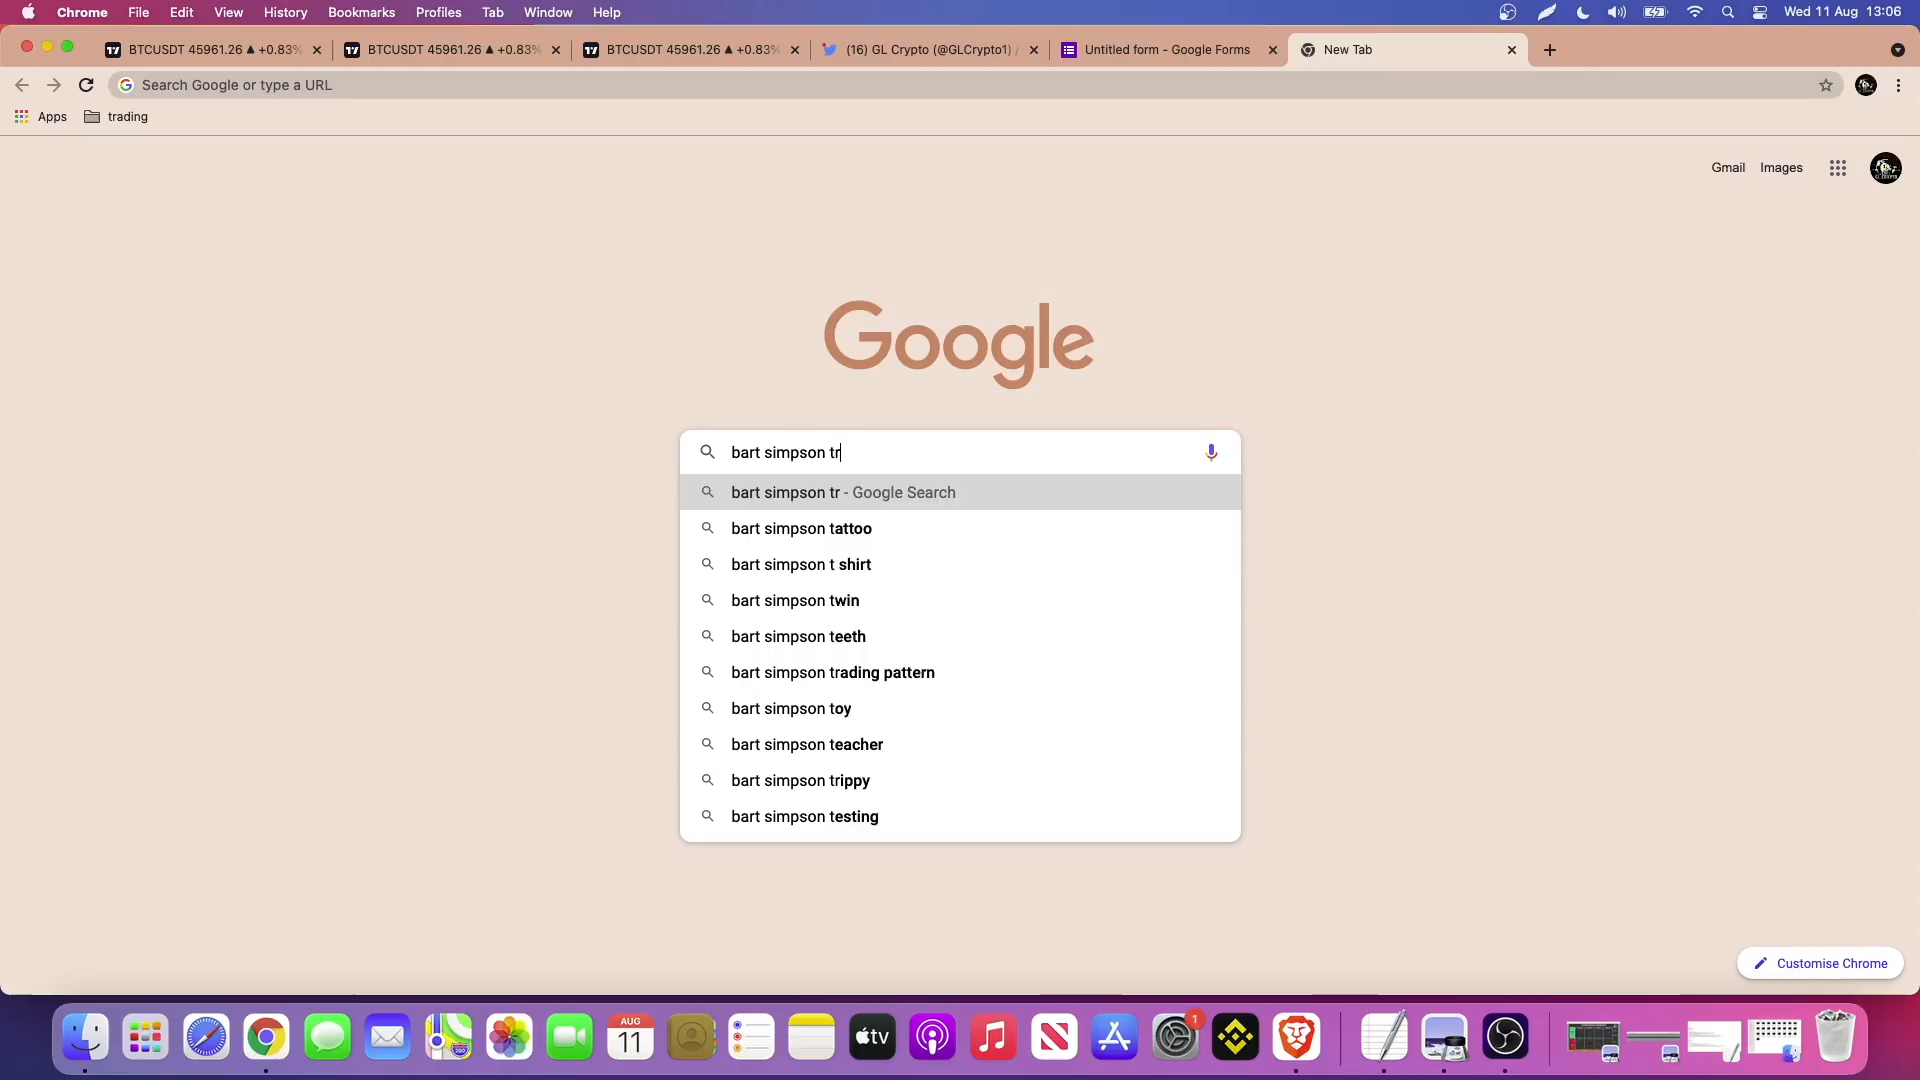 Chrome File Edit View History Bookmarks Profiles Tab Window Help Wed 11 Aug 13:06
BTCUSDT 45961.26 ▲ +0.83% BTCUSDT 45961.26 ▲ +0.83% BTCUSDT 45961.26 ▲ +0.83% (16) GL Crypto (@GLCrypto1) / Untitled form - Google Forms New Tab
Search Google or type a URL
Apps trading
Gmail Images
Google
bart simpson tr
bart simpson tr - Google Search
bart simpson tattoo
bart simpson t shirt
bart simpson twin
bart simpson teeth
bart simpson trading pattern
bart simpson toy
bart simpson teacher
bart simpson trippy
bart simpson testing
Customise Chrome
AUG
11
tv
1